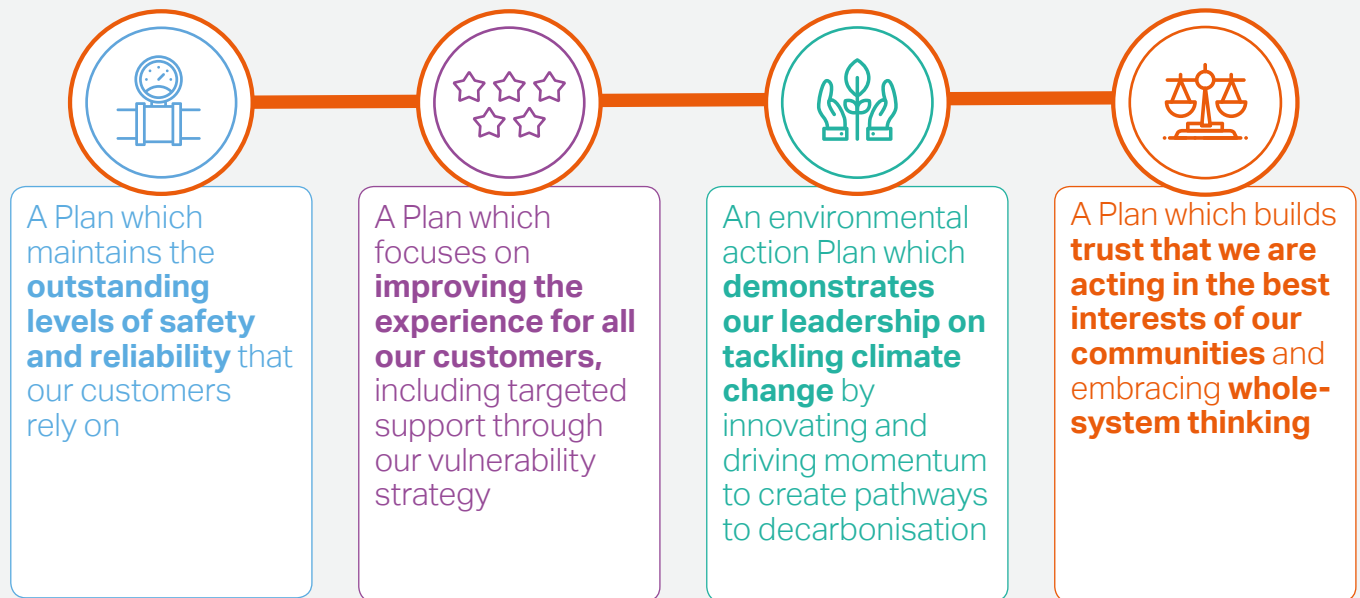 A Plan which
maintains the
outstanding
levels of safety
and reliability that
our customers
rely on
A Plan which
focuses on
improving the
experience for all
our customers,
including targeted
support through
our vulnerability
strategy
An environmental
action Plan which
demonstrates
our leadership on
tackling climate
change by
innovating and
driving momentum
to create pathways
to decarbonisation
A Plan which builds
trust that we are
acting in the best
interests of our
communities and
embracing whole-
system thinking